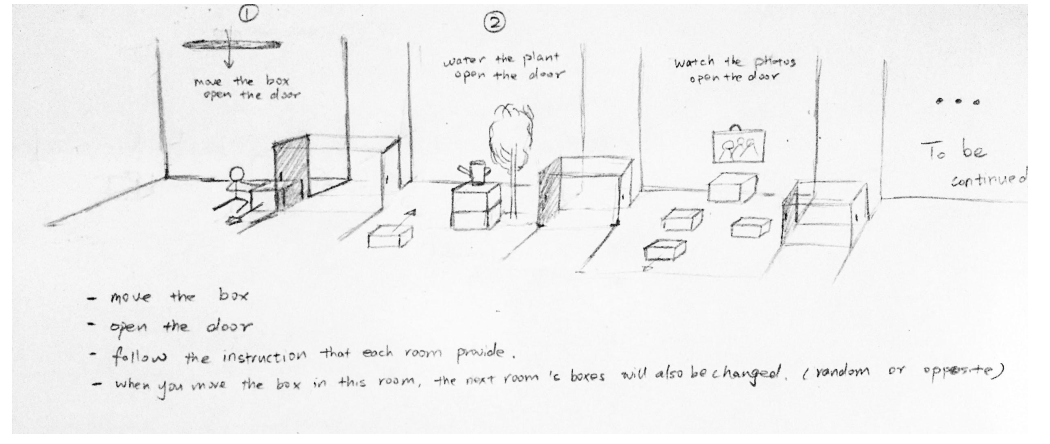 ①
move the box
open the door
②
water the plant
open the door
watch the photos
open the door
...
To be
continued
- move the box
- open the door
- follow the instruction that each room provide.
- when you move the box in this room, the next room's boxes will also be changed. (random or opposite)